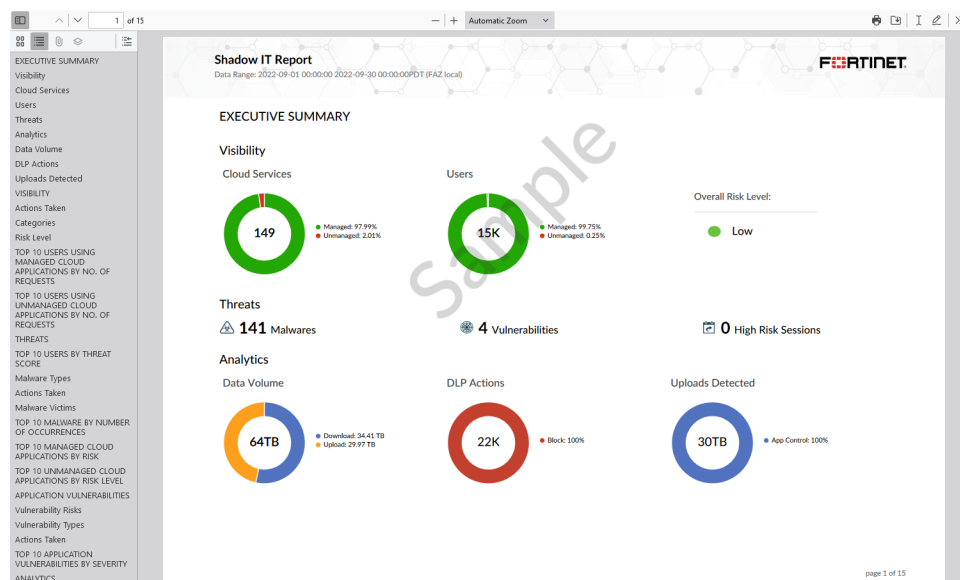 1 of 15
Automatic Zoom
EXECUTIVE SUMMARY
Visibility
Cloud Services
Users
Threats
Analytics
Data Volume
DLP Actions
Uploads Detected
VISIBILITY
Actions Taken
Categories
Risk Level
TOP 10 USERS USING
MANAGED CLOUD
APPLICATIONS BY NO. OF
REQUESTS
TOP 10 USERS USING
UNMANAGED CLOUD
APPLICATIONS BY NO. OF
REQUESTS
THREATS
TOP 10 USERS BY THREAT
SCORE
Malware Types
Actions Taken
Malware Victims
TOP 10 MALWARE BY NUMBER
OF OCCURRENCES
TOP 10 MANAGED CLOUD
APPLICATIONS BY RISK
TOP 10 UNMANAGED CLOUD
APPLICATIONS BY RISK LEVEL
APPLICATION VULNERABILITIES
Vulnerability Risks
Vulnerability Types
Actions Taken
TOP 10 APPLICATION
VULNERABILITIES BY SEVERITY
ANALYTICS
Shadow IT Report
Data Range: 2022-09-01 00:00:00 2022-09-30 00:00:00PDT (FAZ local)
FORTINET
EXECUTIVE SUMMARY
Visibility
Cloud Services
149
Managed: 97.99%
Unmanaged: 2.01%
Users
15K
Managed: 99.75%
Unmanaged: 0.25%
Overall Risk Level:
Low
Sample
Threats
141 Malwares
4 Vulnerabilities
0 High Risk Sessions
Analytics
Data Volume
64TB
Download: 34.41 TB
Upload: 29.97 TB
DLP Actions
22K
Block: 100%
Uploads Detected
30TB
App Control: 100%
page 1 of 15